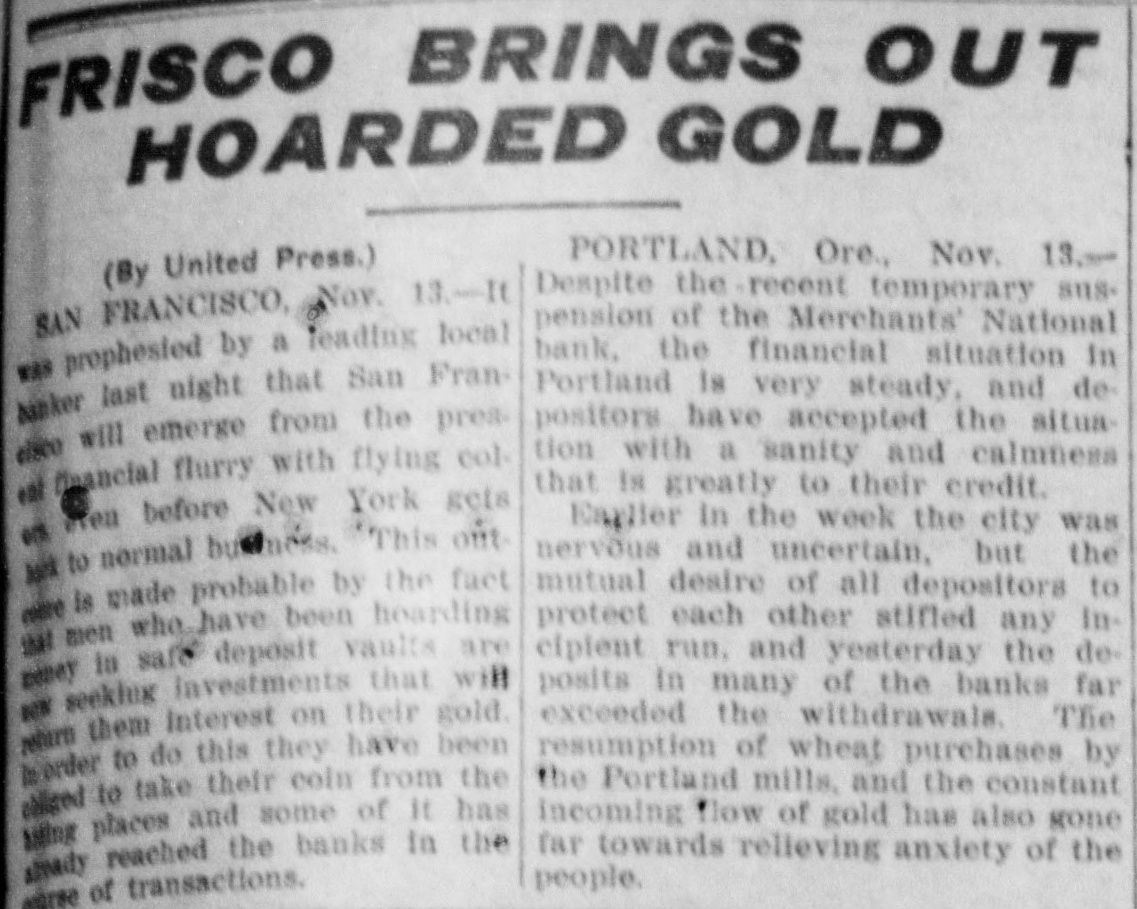 FRISCO BRINGS OUT
HOARDED GOLD
(By United Press.)
SAN FRANCISCO, Nov. 13.—It
was prophesied by a leading local
banker last night that San Fran-
cisco will emerge from the pres-
ent financial flurry with flying col-
ors even before New York gets
back to normal business. This out-
come is made probable by the fact
that men who have been hoarding
money in safe deposit vaults are
now seeking investments that will
return them interest on their gold.
In order to do this they have been
obliged to take their coin from the
hiding places and some of it has
already reached the banks in the
course of transactions.
PORTLAND, Ore., Nov. 13.—
Despite the recent temporary sus-
pension of the Merchants' National
bank, the financial situation in
Portland is very steady, and de-
positors have accepted the situa-
tion with a sanity and calmness
that is greatly to their credit.
Earlier in the week the city was
nervous and uncertain, but the
mutual desire of all depositors to
protect each other stifled any in-
cipient run, and yesterday the de-
posits in many of the banks far
exceeded the withdrawals. The
resumption of wheat purchases by
the Portland mills, and the constant
incoming flow of gold has also gone
far towards relieving anxiety of the
people.